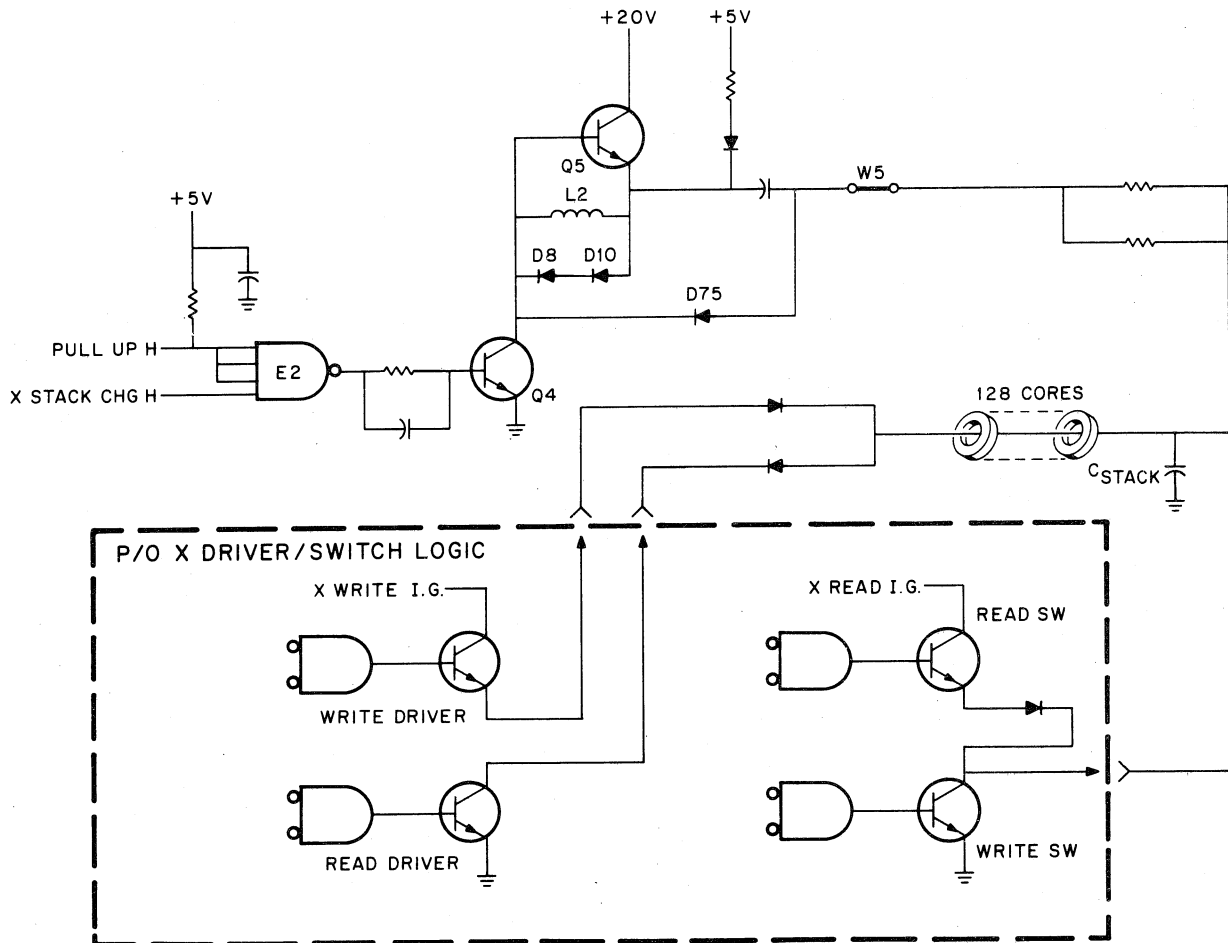 +20V
+5V
Q5
L2
W5
+5V
D8 D10
D75
PULL UP H
E2
X STACK CHG H
Q4
128 CORES
CSTACK
P/O X DRIVER/SWITCH LOGIC
X WRITE I.G.
X READ I.G.
READ SW
WRITE DRIVER
READ DRIVER
WRITE SW